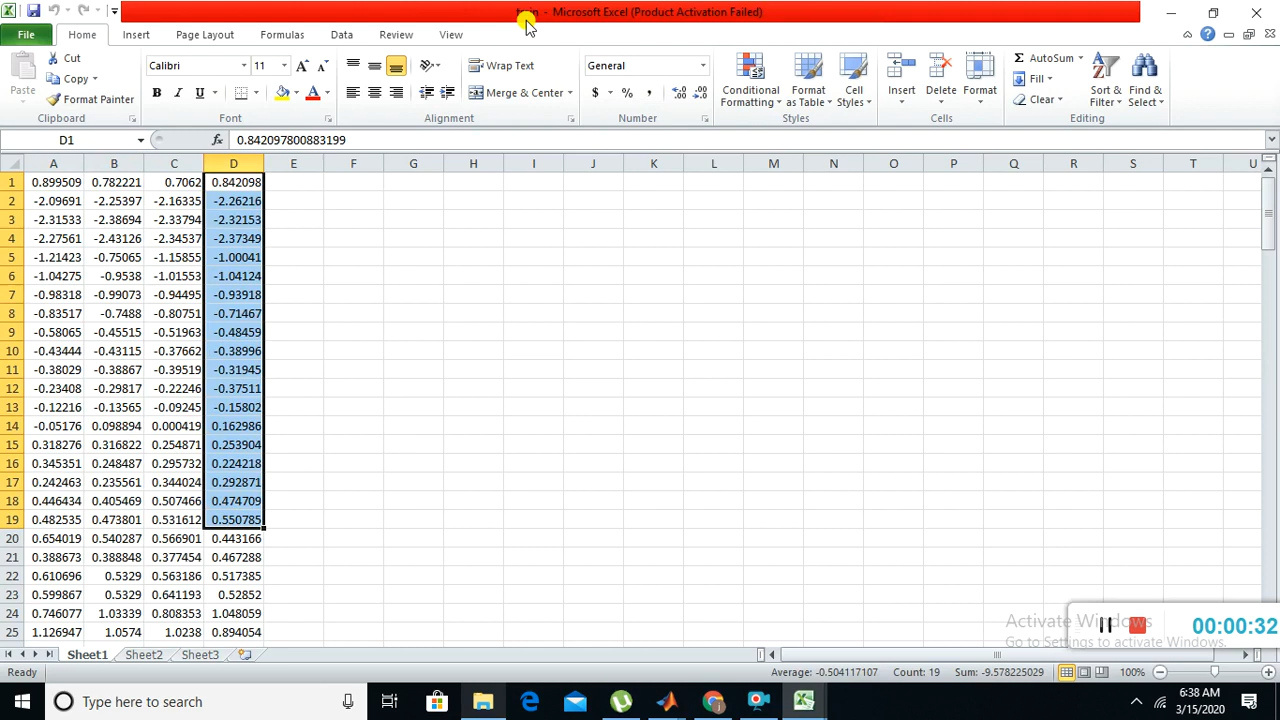 - Microsoft Excel (Product Activation Failed)
File Home Insert Page Layout Formulas Data Review View
Paste Cut Copy Format Painter
Calibri 11 Wrap Text General
B I U Merge & Center $ % ,
Conditional Formatting Format as Table Cell Styles Insert Delete Format
Σ AutoSum Fill Clear Sort & Filter Find & Select
Clipboard Font Alignment Number Styles Cells Editing
D1 fx 0.842097800883199
A B C D E F G H I J K L M N O P Q R S T U
1 0.899509 0.782221 0.7062 0.842098
2 -2.09691 -2.25397 -2.16335 -2.26216
3 -2.31533 -2.38694 -2.33794 -2.32153
4 -2.27561 -2.43126 -2.34537 -2.37349
5 -1.21423 -0.75065 -1.15855 -1.00041
6 -1.04275 -0.9538 -1.01553 -1.04124
7 -0.98318 -0.99073 -0.94495 -0.93918
8 -0.83517 -0.7488 -0.80751 -0.71467
9 -0.58065 -0.45515 -0.51963 -0.48459
10 -0.43444 -0.43115 -0.37662 -0.38996
11 -0.38029 -0.38867 -0.39519 -0.31945
12 -0.23408 -0.29817 -0.22246 -0.37511
13 -0.12216 -0.13565 -0.09245 -0.15802
14 -0.05176 0.098894 0.000419 0.162986
15 0.318276 0.316822 0.254871 0.253904
16 0.345351 0.248487 0.295732 0.224218
17 0.242463 0.235561 0.344024 0.292871
18 0.446434 0.405469 0.507466 0.474709
19 0.482535 0.473801 0.531612 0.550785
20 0.654019 0.540287 0.566901 0.443166
21 0.388673 0.388848 0.377454 0.467288
22 0.610696 0.5329 0.563186 0.517385
23 0.599867 0.5329 0.641193 0.52852
24 0.746077 1.03339 0.808353 1.048059
25 1.126947 1.0574 1.0238 0.894054
Activate Windows
Go to Settings to activate Windows.
00:00:32
Sheet1 Sheet2 Sheet3
Ready Average: -0.504117107 Count: 19 Sum: -9.578225029 100%
Type here to search
6:38 AM
3/15/2020